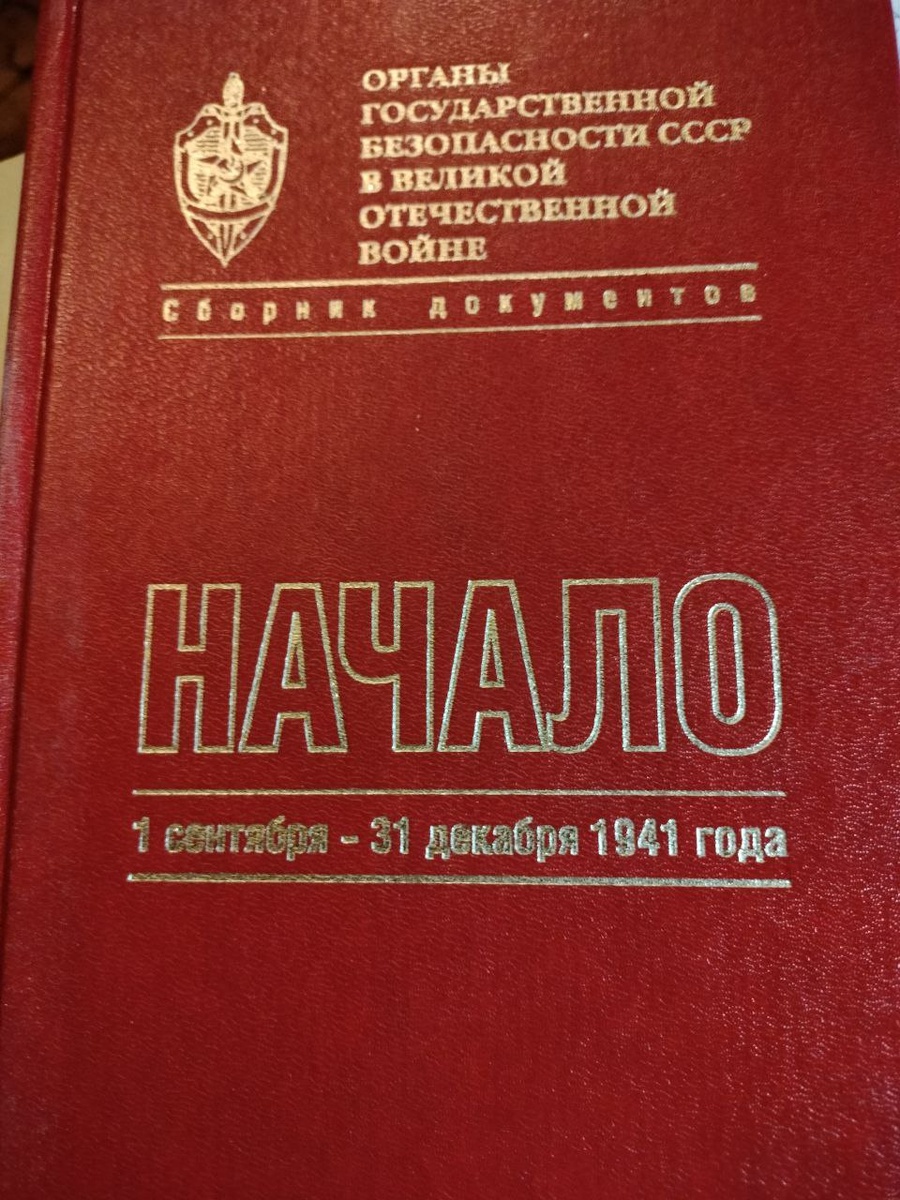 ОРГАНЫ
ГОСУДАРСТВЕННОЙ
БЕЗОПАСНОСТИ СССР
В ВЕЛИКОЙ
ОТЕЧЕСТВЕННОЙ
ВОЙНЕ
Сборник документов
НАЧАЛО
1 сентября - 31 декабря 1941 года